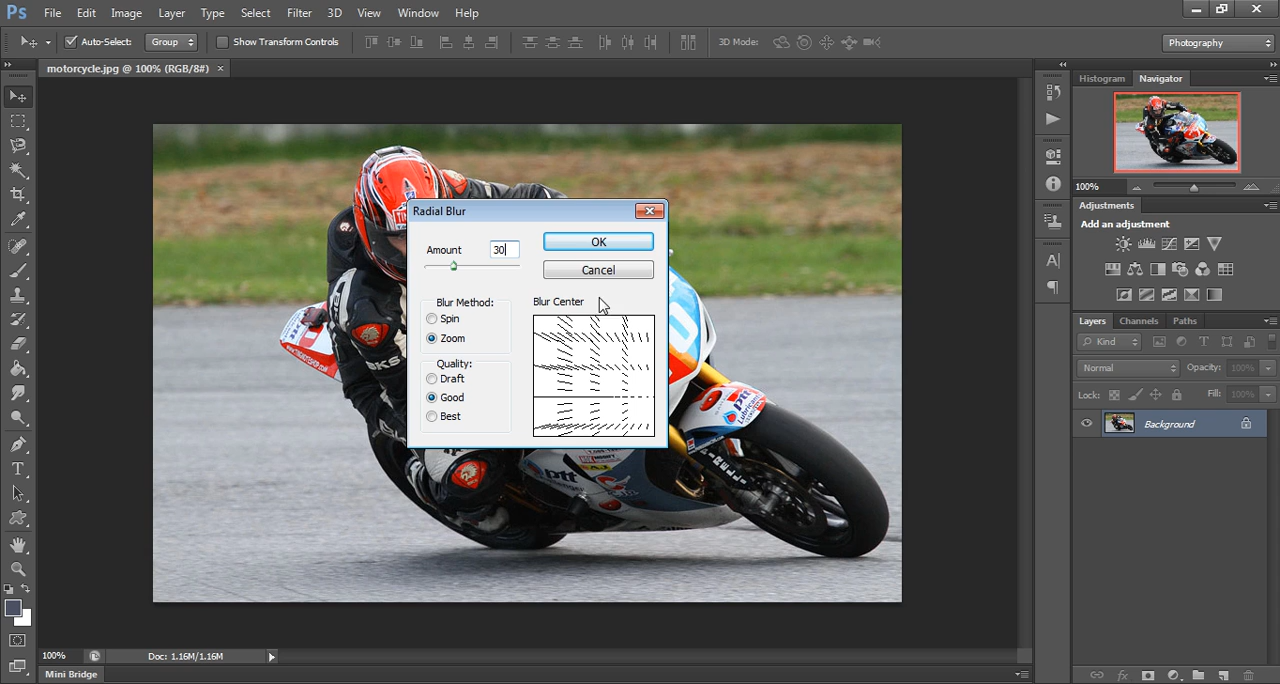 Ps File Edit Image Layer Type Select Filter 3D View Window Help
Auto-Select: Group Show Transform Controls 3D Mode: Photography
motorcycle.jpg @ 100% (RGB/8#) ×
Histogram Navigator
100%
Adjustments
Add an adjustment
Layers Channels Paths
Kind
Normal Opacity: 100%
Lock: Fill: 100%
Background
Radial Blur
Amount 30 OK
Cancel
Blur Method: Blur Center
Spin
Zoom
Quality:
Draft
Good
Best
ptt
ptt
100% Doc: 1.16M/1.16M
Mini Bridge